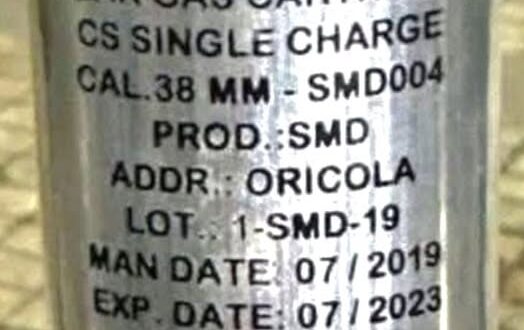 GAS
CS SINGLE CHARGE
CAL.38 MM - SMD004
PROD.:SMD
ADDR.: ORICOLA
LOT.: 1-SMD-19
MAN DATE: 07/2019
EXP. DATE: 07/2023